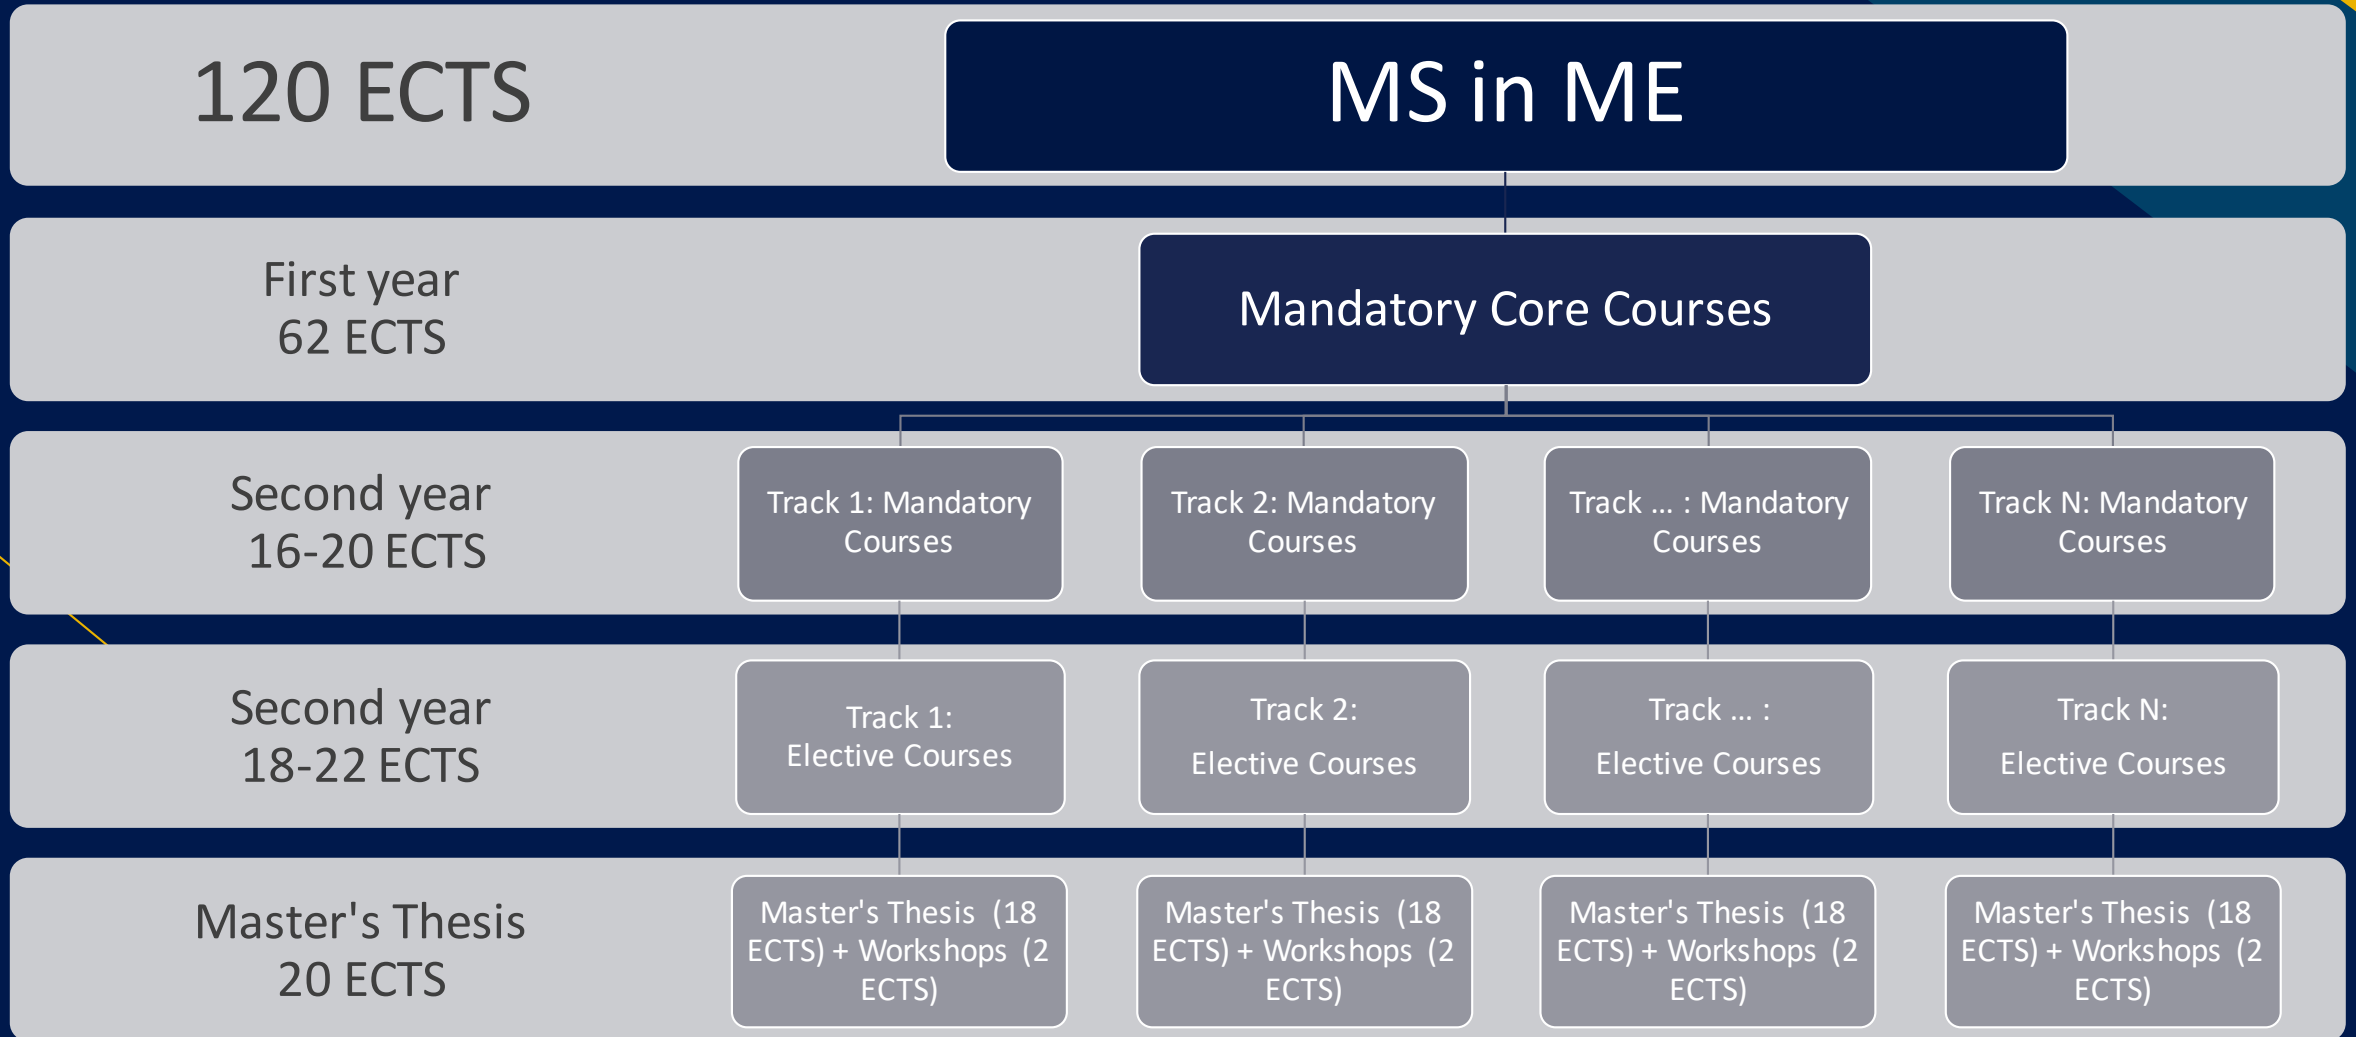 120 ECTS
MS in ME
First year
62 ECTS
Mandatory Core Courses
Second year
16-20 ECTS
Track 1: Mandatory
Courses
Track 2: Mandatory
Courses
Track ... : Mandatory
Courses
Track N: Mandatory
Courses
Second year
18-22 ECTS
Track 1:
Elective Courses
Track 2:
Elective Courses
Track ... :
Elective Courses
Track N:
Elective Courses
Master's Thesis
20 ECTS
Master's Thesis (18
ECTS) + Workshops (2
ECTS)
Master's Thesis (18
ECTS) + Workshops (2
ECTS)
Master's Thesis (18
ECTS) + Workshops (2
ECTS)
Master's Thesis (18
ECTS) + Workshops (2
ECTS)